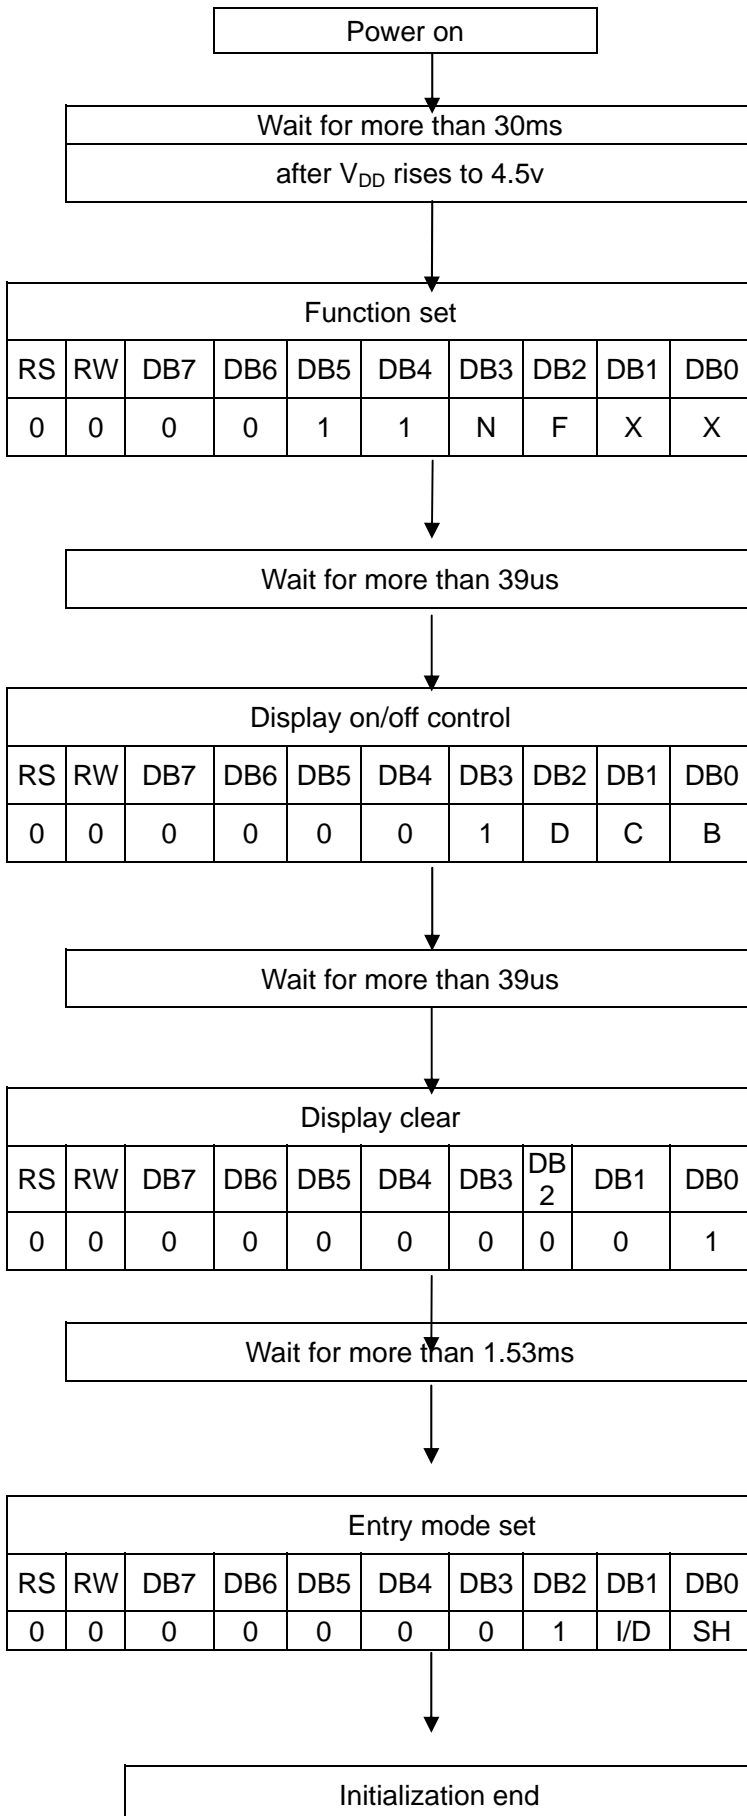 Power on
Wait for more than 30ms
after VDD rises to 4.5v
Function set
RS RW DB7 DB6 DB5 DB4 DB3 DB2 DB1 DB0
0 0 0 0 1 1 N F X X
Wait for more than 39us
Display on/off control
RS RW DB7 DB6 DB5 DB4 DB3 DB2 DB1 DB0
0 0 0 0 0 0 1 D C B
Wait for more than 39us
Display clear
RS RW DB7 DB6 DB5 DB4 DB3 DB2 DB1 DB0
0 0 0 0 0 0 0 0 0 1
Wait for more than 1.53ms
Entry mode set
RS RW DB7 DB6 DB5 DB4 DB3 DB2 DB1 DB0
0 0 0 0 0 0 0 1 I/D SH
Initialization end